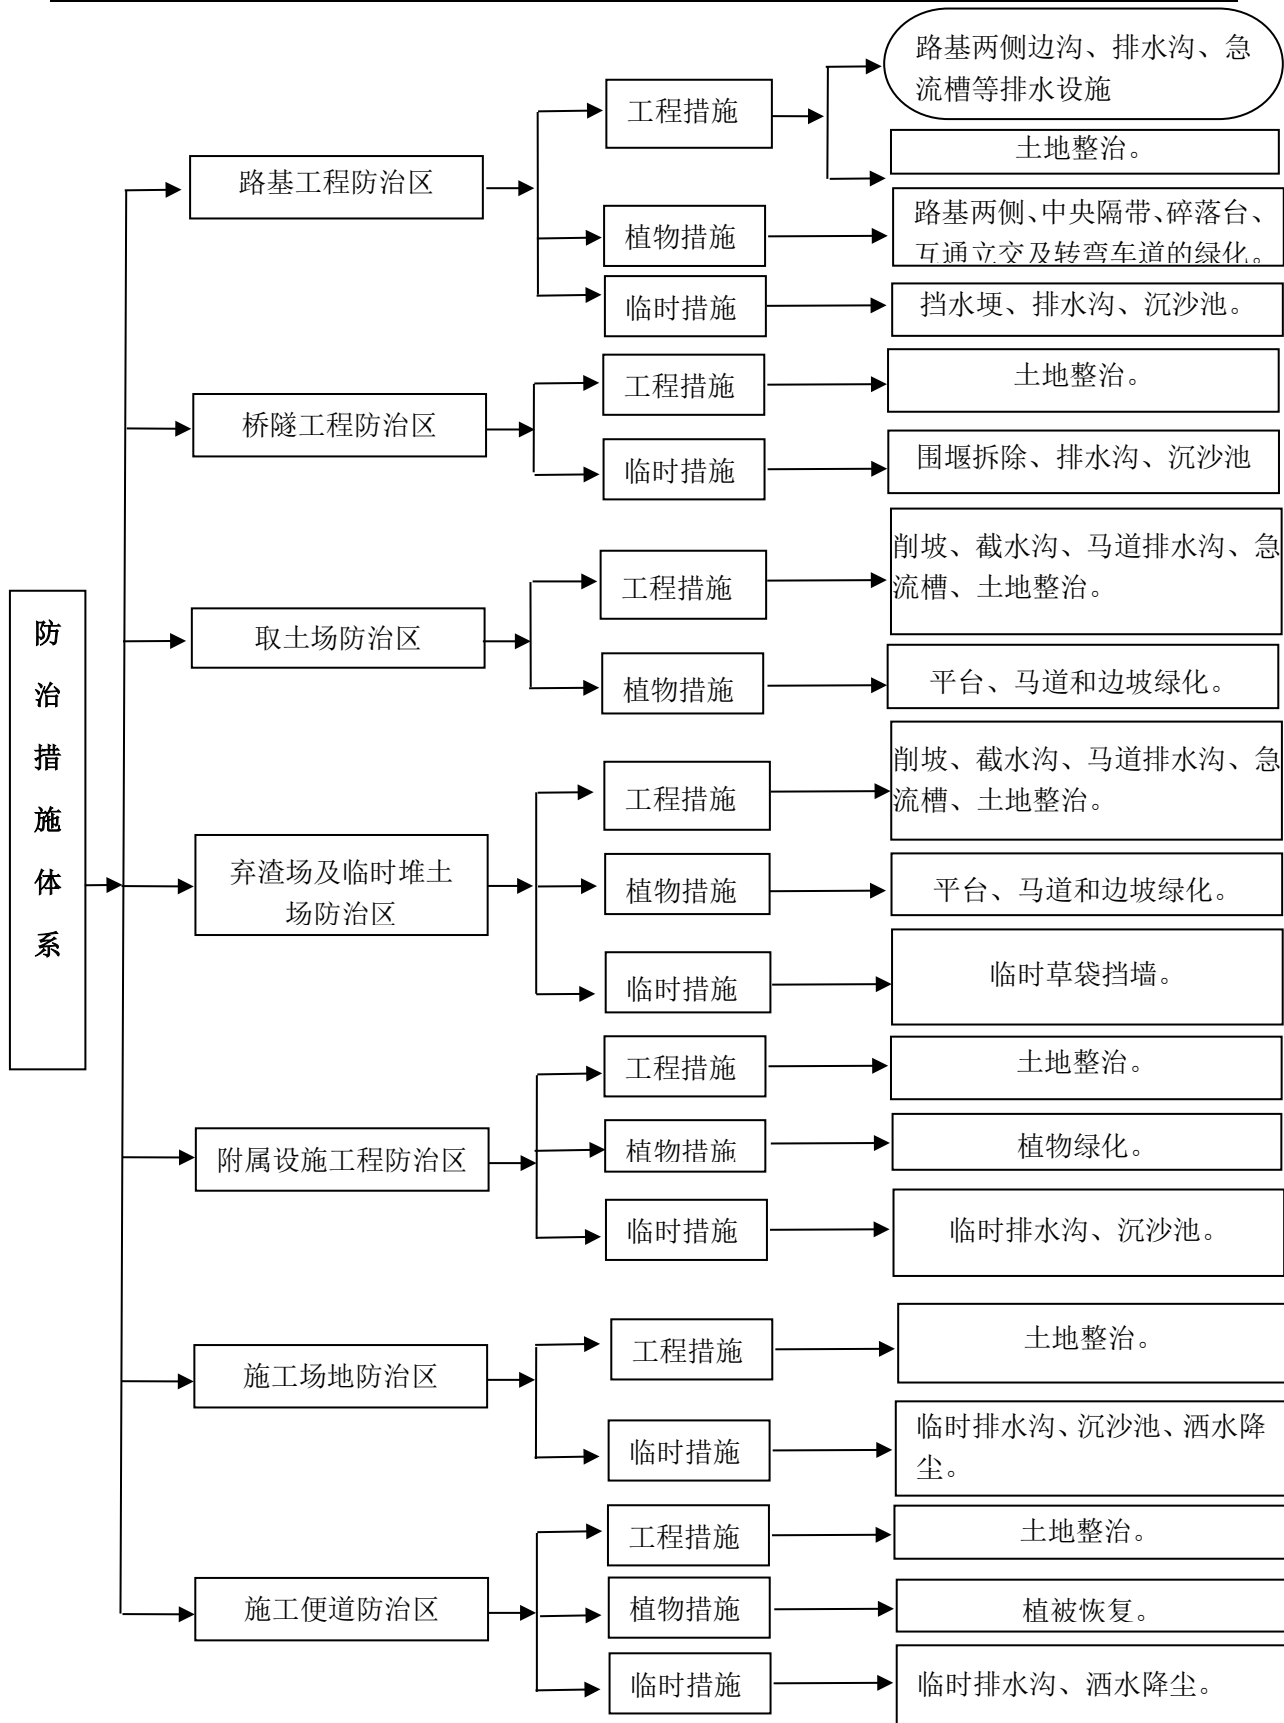 路基两侧边沟、排水沟、急
流槽等排水设施
工程措施
土地整治。
路基工程防治区
植物措施
路基两侧、中央隔带、碎落台、
互通立交及转弯车道的绿化。
临时措施
挡水埂、排水沟、沉沙池。
桥隧工程防治区
工程措施
土地整治。
临时措施
围堰拆除、排水沟、沉沙池
防
治
措
施
体
系
取土场防治区
工程措施
削坡、截水沟、马道排水沟、急
流槽、土地整治。
植物措施
平台、马道和边坡绿化。
弃渣场及临时堆土
场防治区
工程措施
削坡、截水沟、马道排水沟、急
流槽、土地整治。
植物措施
平台、马道和边坡绿化。
临时措施
临时草袋挡墙。
附属设施工程防治区
工程措施
土地整治。
植物措施
植物绿化。
临时措施
临时排水沟、沉沙池。
施工场地防治区
工程措施
土地整治。
临时措施
临时排水沟、沉沙池、洒水降
尘。
施工便道防治区
工程措施
土地整治。
植物措施
植被恢复。
临时措施
临时排水沟、洒水降尘。